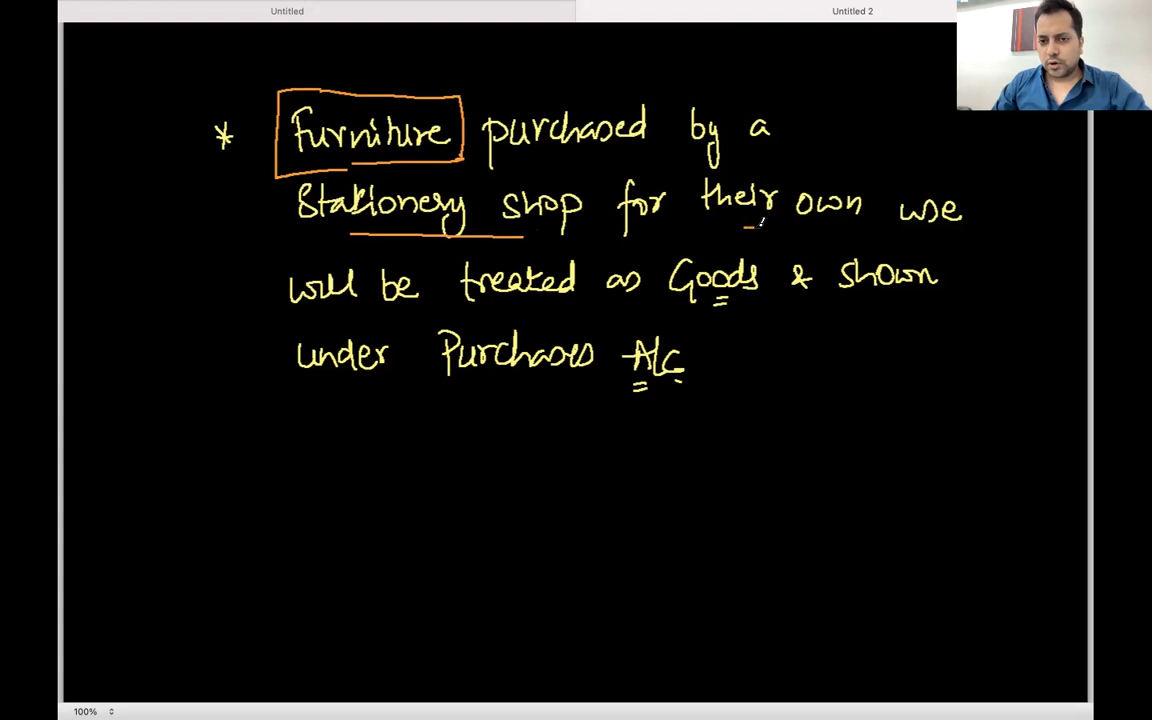 Untitled
Untitled 2
* Furniture purchased by a
Stationery shop for their own use
will be treated as Goods & shown
under Purchases A/C
100%